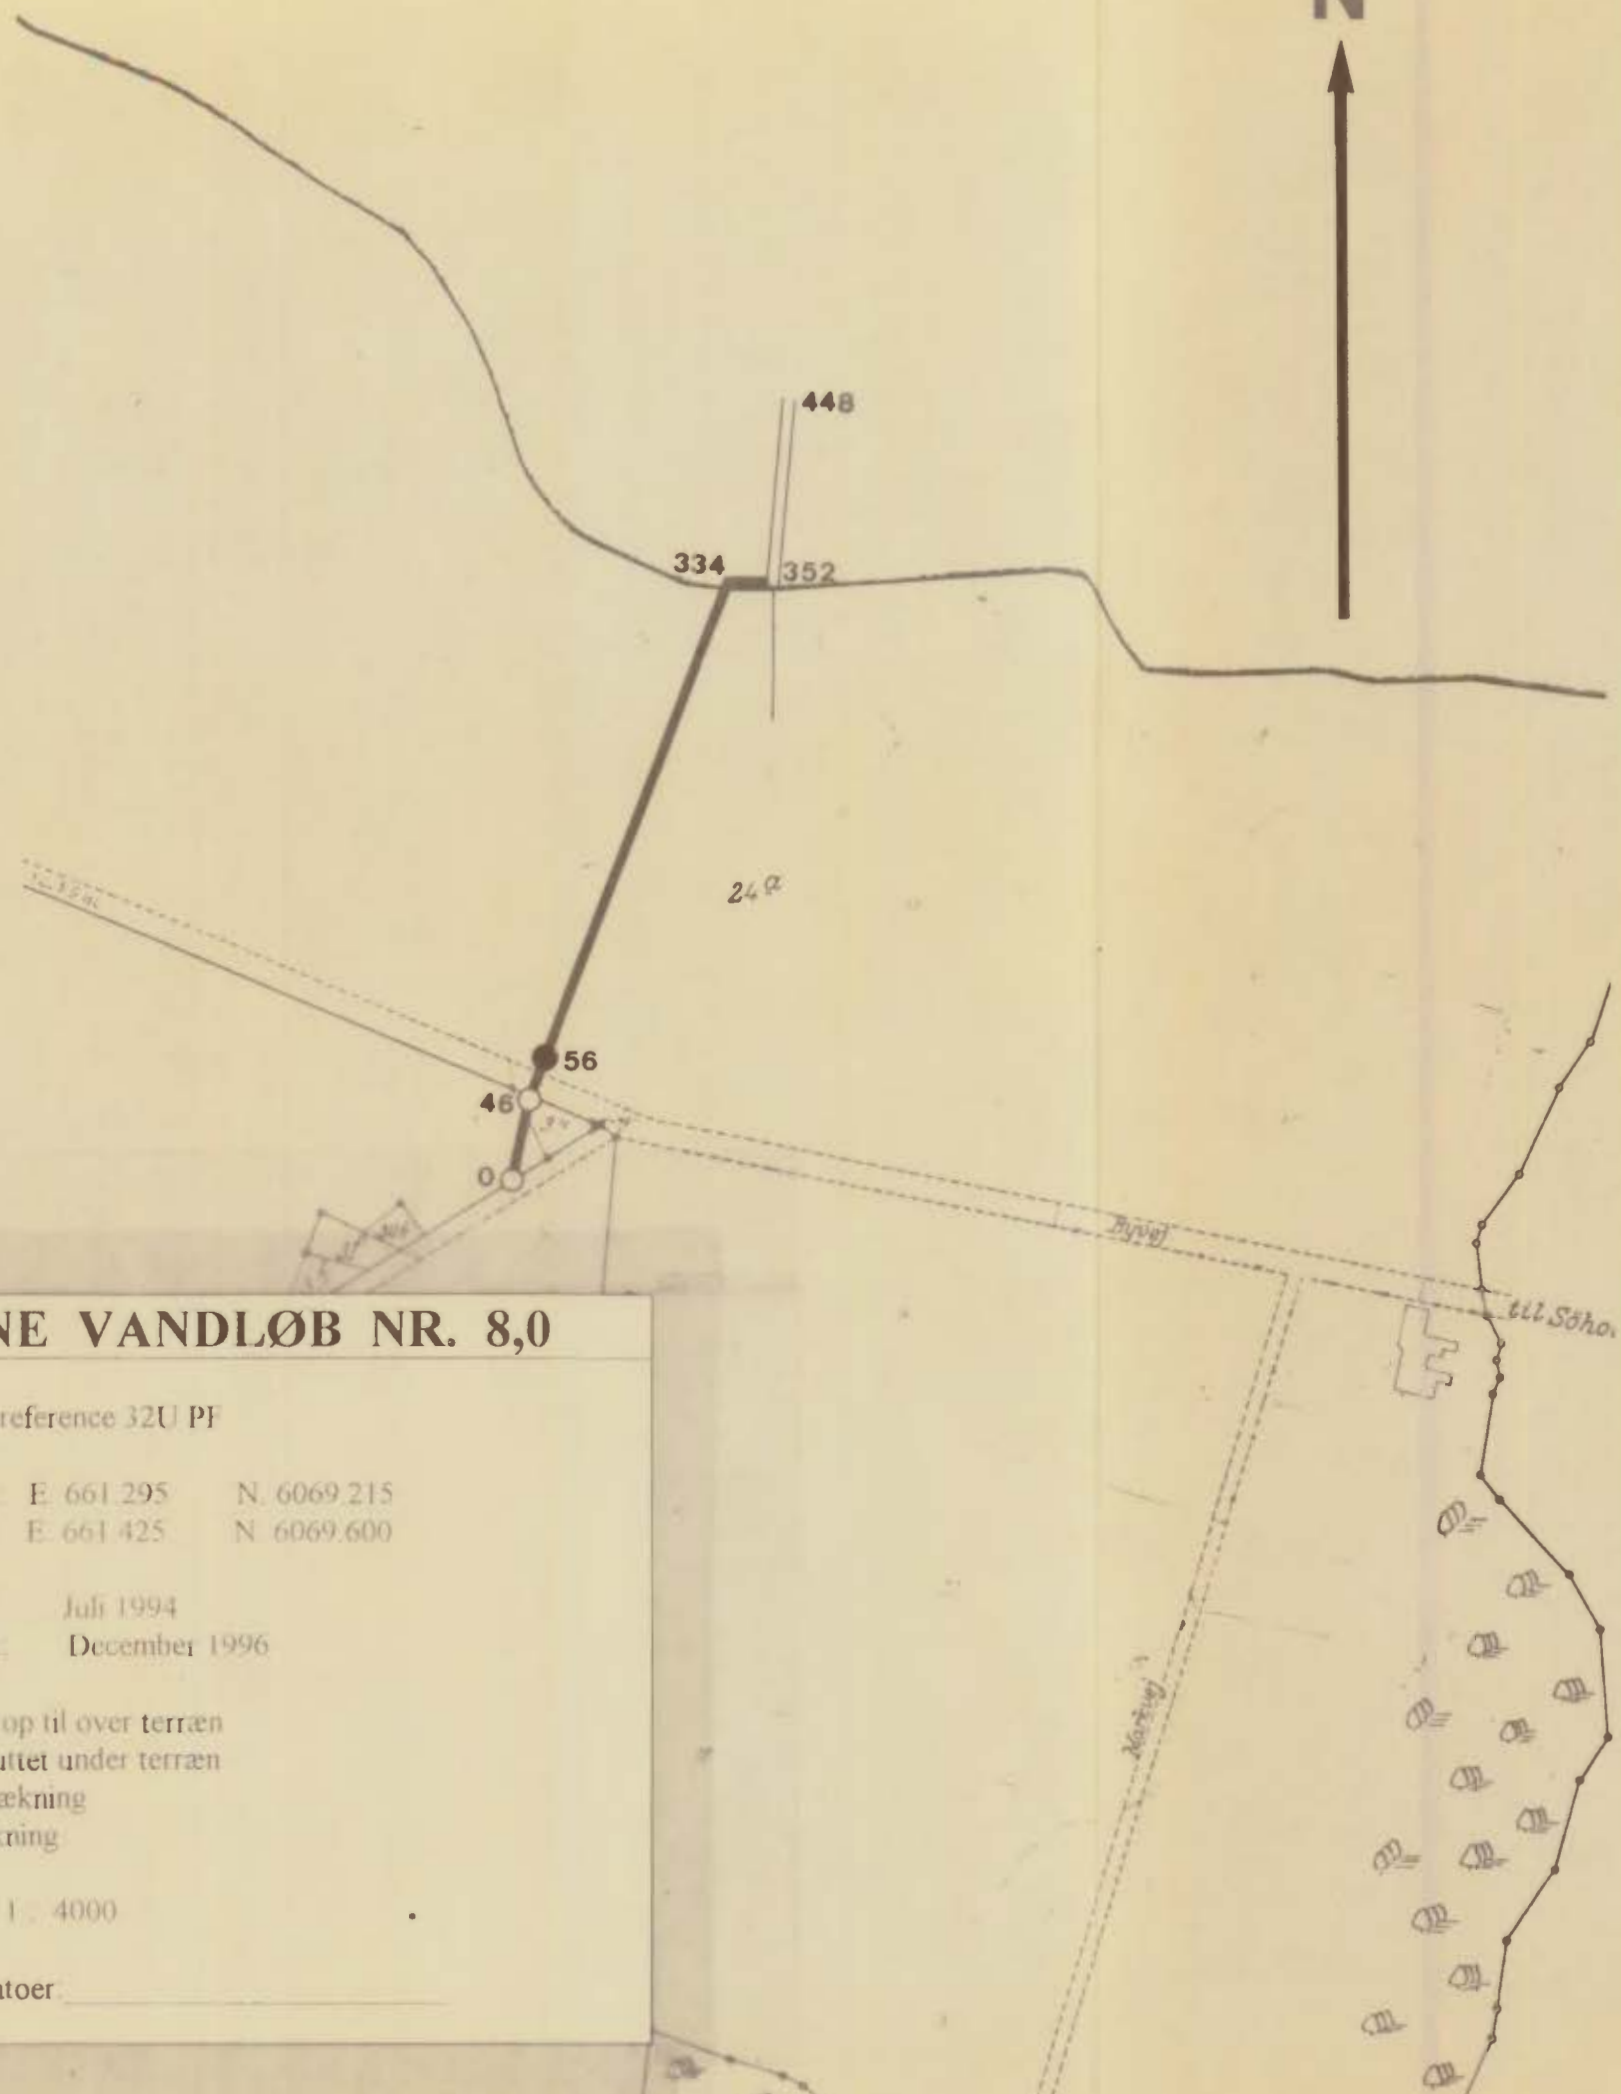 N
448
334
352
24a
56
46
0
Byvej
til Söho.
Markvej
NE VANDLØB NR. 8,0
reference 32U PF
E. 661.295 N. 6069.215
E. 661.425 N. 6069.600
Juli 1994
: December 1996
op til over terræn
uttet under terræn
ækning
ning
1 : 4000
atoer